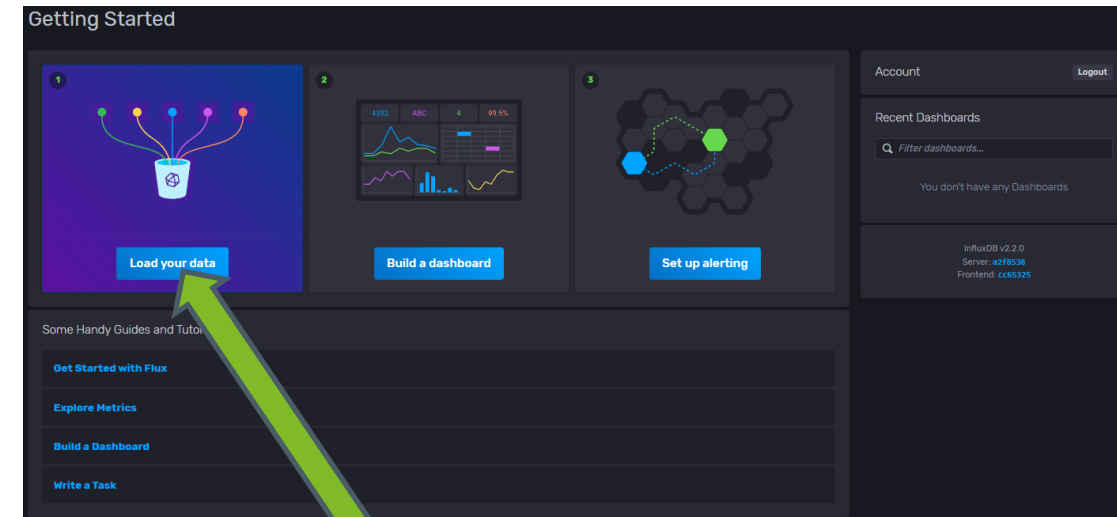 Getting Started
1
2
3
4392 ABC 4 99.5%
Load your data
Build a dashboard
Set up alerting
Some Handy Guides and
Get Started with Flux
Explore Metrics
Build a Dashboard
Write a Task
Account
Logout
Recent Dashboards
Filter dashboards...
You don't have any Dashboards
InfluxDB v2.2.0
Server: a2f8538
Frontend: cc65325